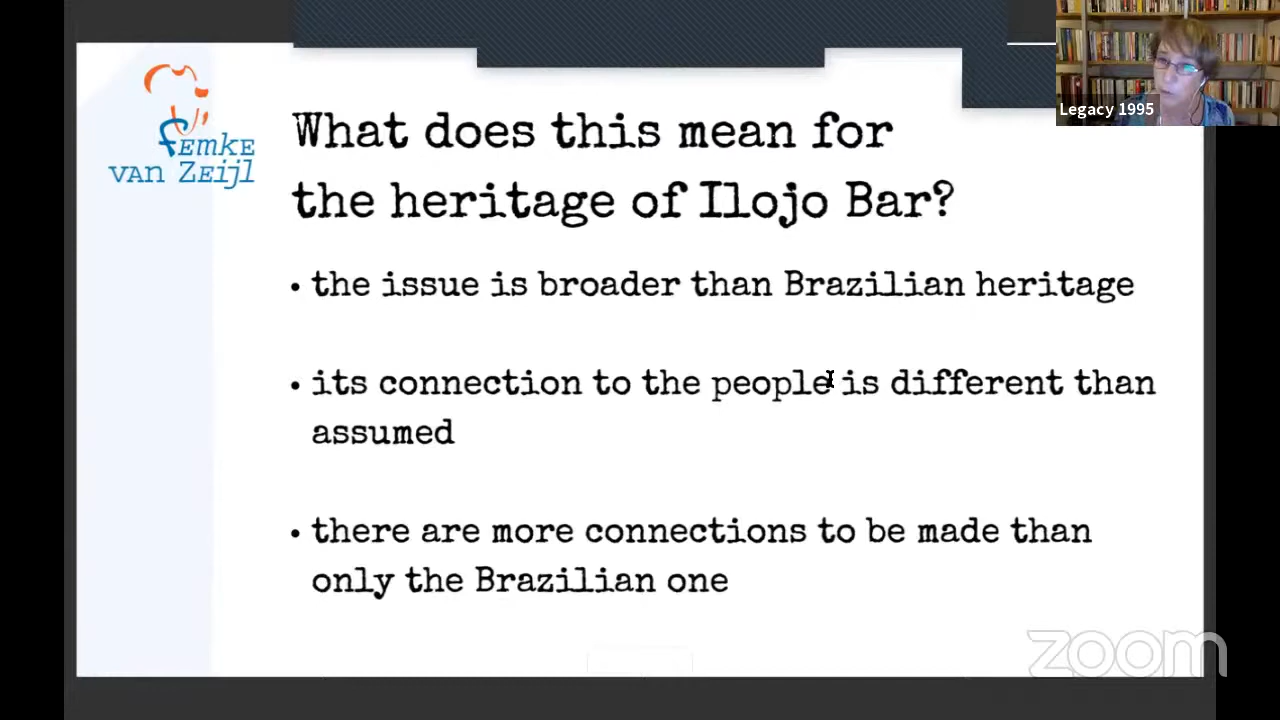 femke
van Zeijl
Legacy 1995
What does this mean for
the heritage of Ilojo Bar?
• the issue is broader than Brazilian heritage
• its connection to the people is different than
assumed
• there are more connections to be made than
only the Brazilian one
zoom